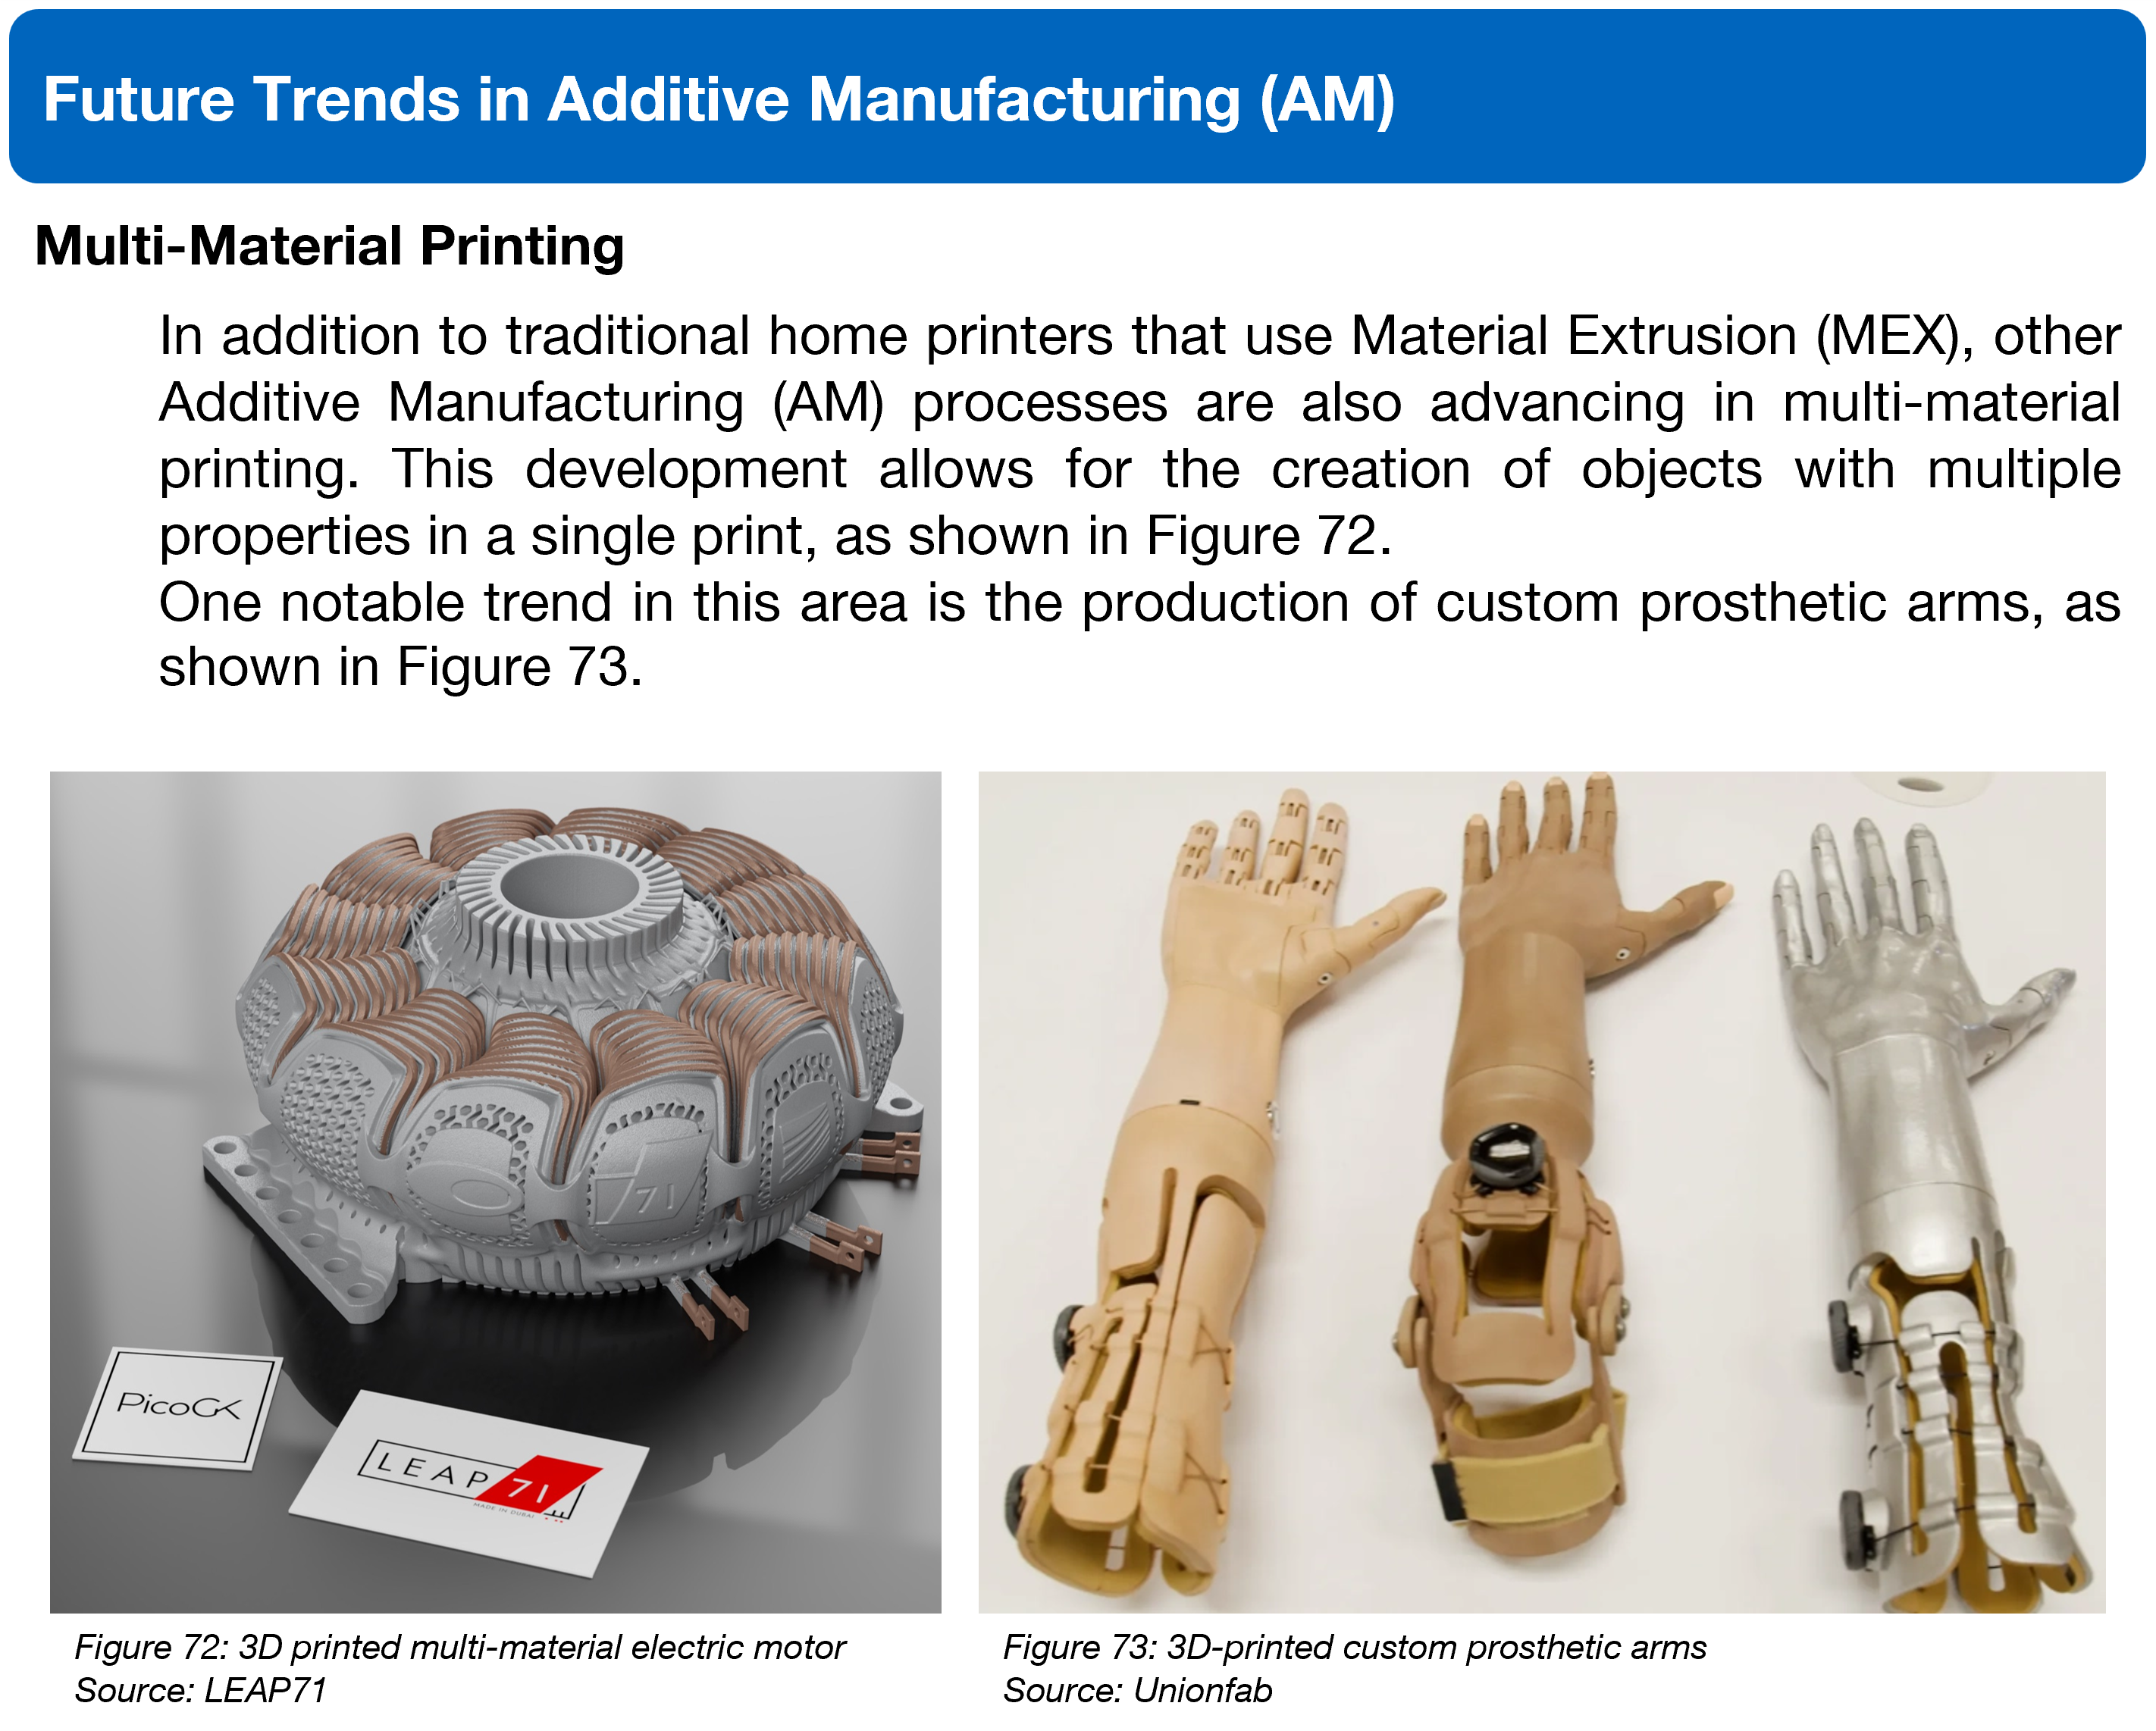 Future Trends in Additive Manufacturing (AM)
Multi-Material Printing
In addition to traditional home printers that use Material Extrusion (MEX), other
Additive Manufacturing (AM) processes are also advancing in multi-material
printing. This development allows for the creation of objects with multiple
properties in a single print, as shown in Figure 72.
One notable trend in this area is the production of custom prosthetic arms, as
shown in Figure 73.
71
PicoGK
LEAP 71
MADE IN DUBAI
Figure 72: 3D printed multi-material electric motor
Source: LEAP71
Figure 73: 3D-printed custom prosthetic arms
Source: Unionfab